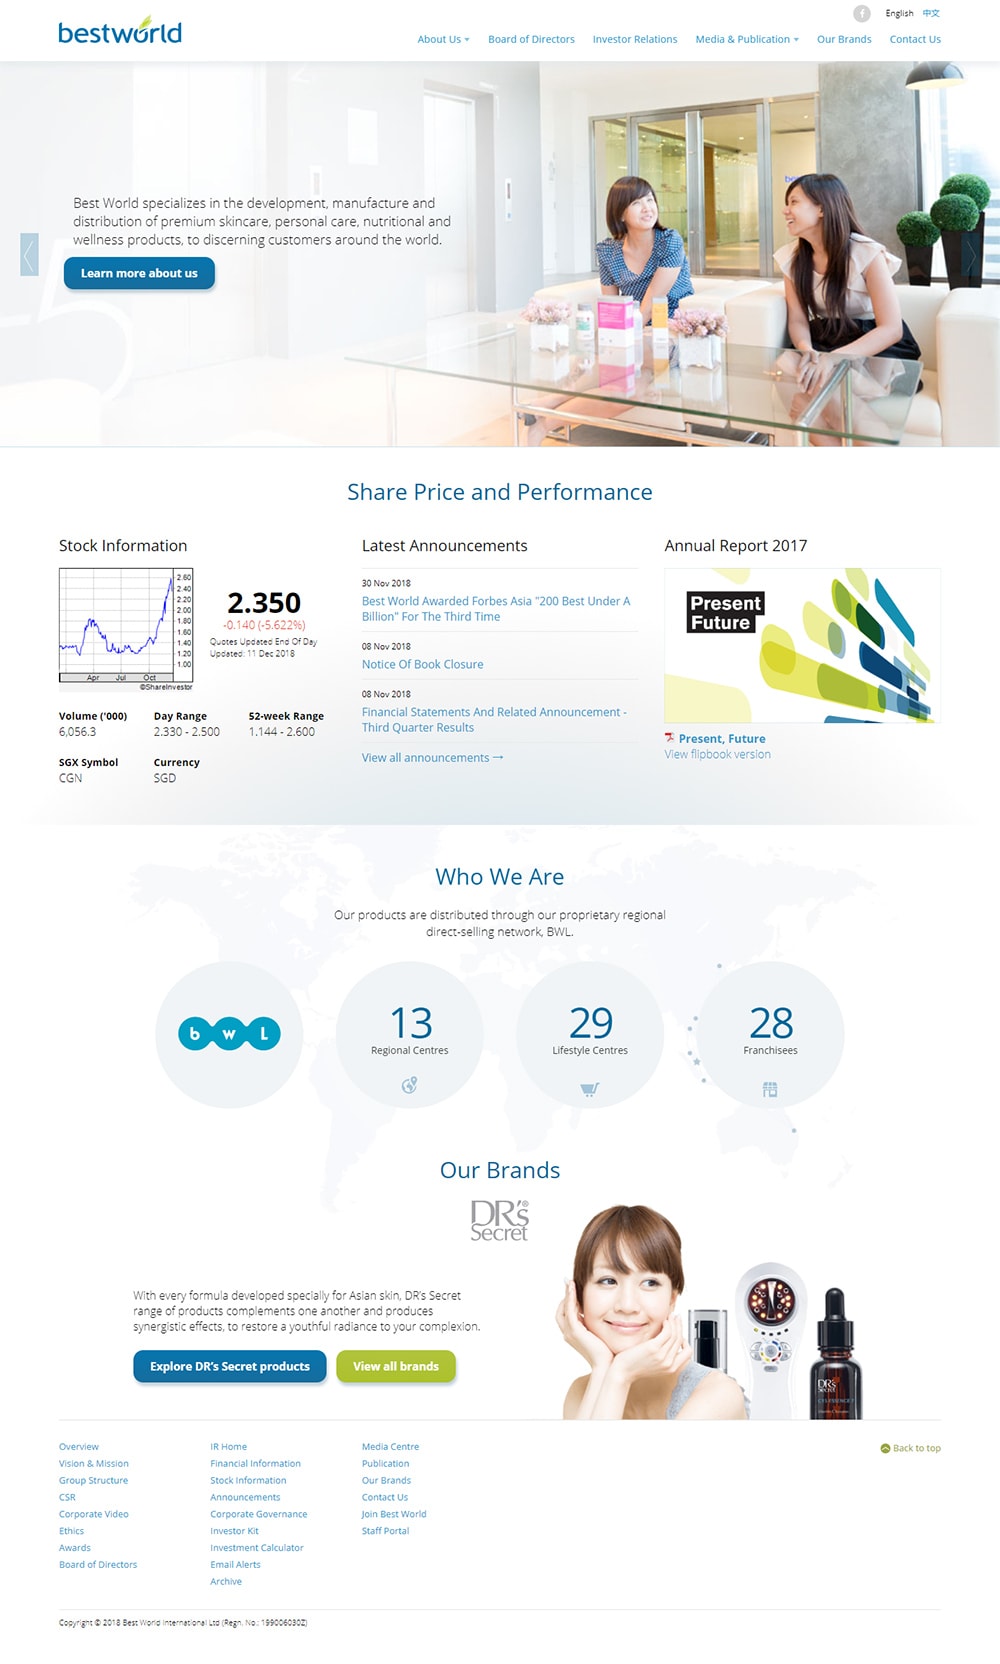 bestworld
English 中文
About Us Board of Directors Investor Relations Media & Publication Our Brands Contact Us
Best World specializes in the development, manufacture and
distribution of premium skincare, personal care, nutritional and
wellness products, to discerning customers around the world.
Learn more about us
Share Price and Performance
Stock Information
2.60
2.40
2.20
2.00
1.80
1.60
1.40
1.20
1.00
Apr Jul Oct
©ShareInvestor
2.350
-0.140 (-5.622%)
Quotes Updated End Of Day
Updated: 11 Dec 2018
Volume ('000) Day Range 52-week Range
6,056.3 2.330 - 2.500 1.144 - 2.600
SGX Symbol Currency
CGN SGD
Latest Announcements
30 Nov 2018
Best World Awarded Forbes Asia "200 Best Under A
Billion" For The Third Time
08 Nov 2018
Notice Of Book Closure
08 Nov 2018
Financial Statements And Related Announcement -
Third Quarter Results
View all announcements →
Annual Report 2017
Present
Future
Present, Future
View flipbook version
Who We Are
Our products are distributed through our proprietary regional
direct-selling network, BWL.
bwL
13
Regional Centres
29
Lifestyle Centres
28
Franchisees
Our Brands
DR's®
Secret
With every formula developed specially for Asian skin, DR's Secret
range of products complements one another and produces
synergistic effects, to restore a youthful radiance to your complexion.
Explore DR's Secret products View all brands
DR's
Secret
Overview
Vision & Mission
Group Structure
CSR
Corporate Video
Ethics
Awards
Board of Directors
IR Home
Financial Information
Stock Information
Announcements
Corporate Governance
Investor Kit
Investment Calculator
Email Alerts
Archive
Media Centre
Publication
Our Brands
Contact Us
Join Best World
Staff Portal
Back to top
Copyright © 2018 Best World International Ltd (Regn. No.: 199006030Z)